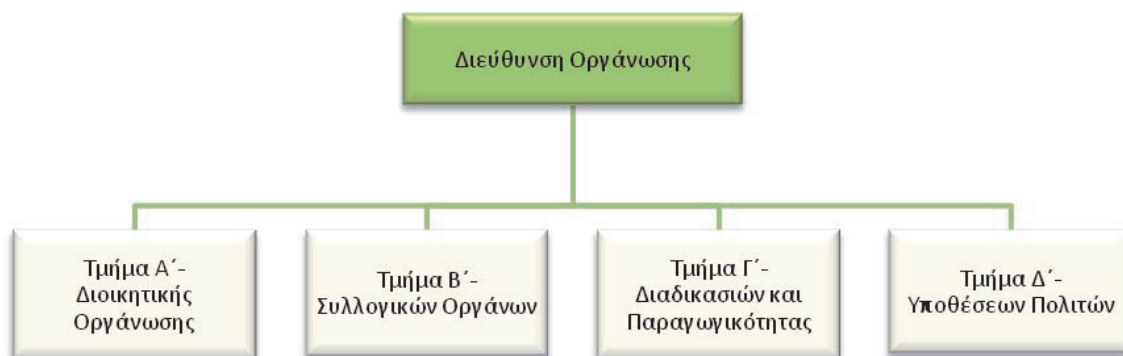 Διεύθυνση Οργάνωσης
Τμήμα Α΄-
Διοικητικής
Οργάνωσης
Τμήμα Β΄-
Συλλογικών Οργάνων
Τμήμα Γ΄-
Διαδικασιών και
Παραγωγικότητας
Τμήμα Δ΄-
Υποθέσεων Πολιτών